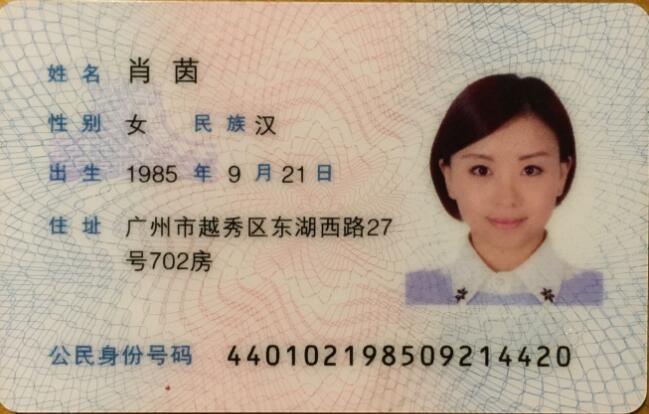 姓名 肖茵
性别 女 民族 汉
出生 1985 年 9 月 21 日
住址 广州市越秀区东湖西路27
号702房
公民身份号码 440102198509214420